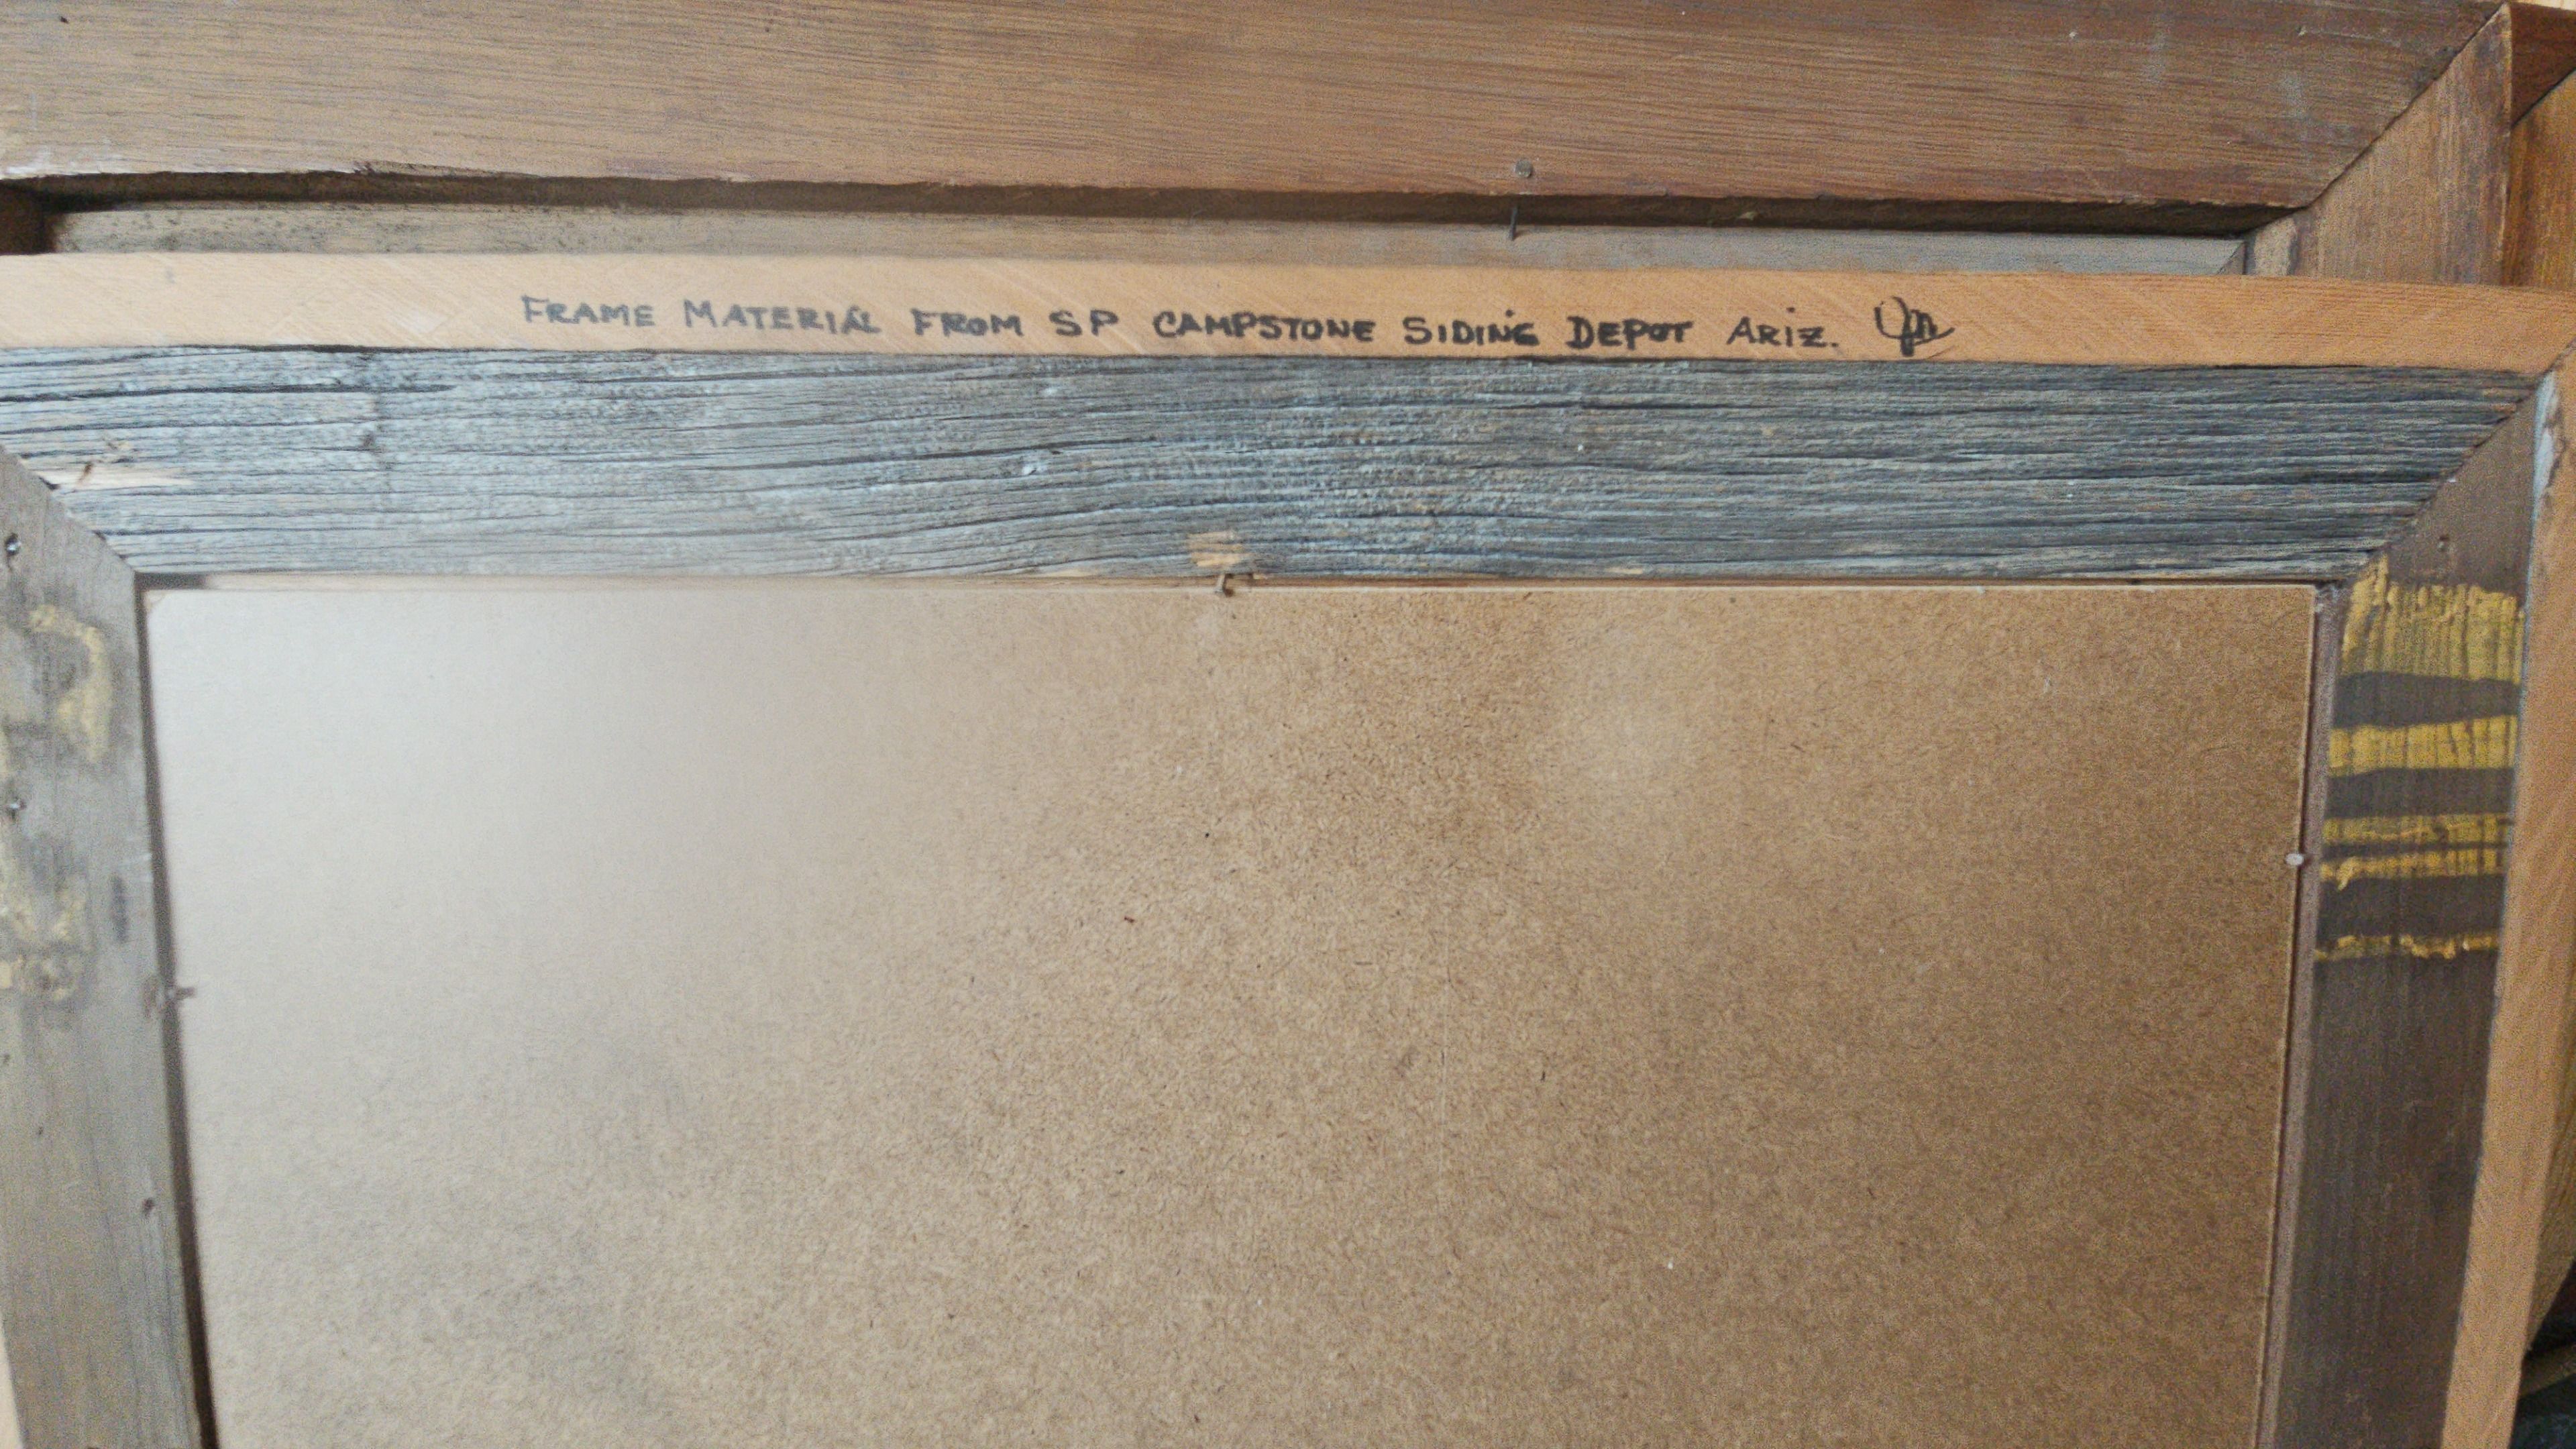 FRAME MATERIAL FROM SP CAMPSTONE SIDING DEPOT ARIZ.